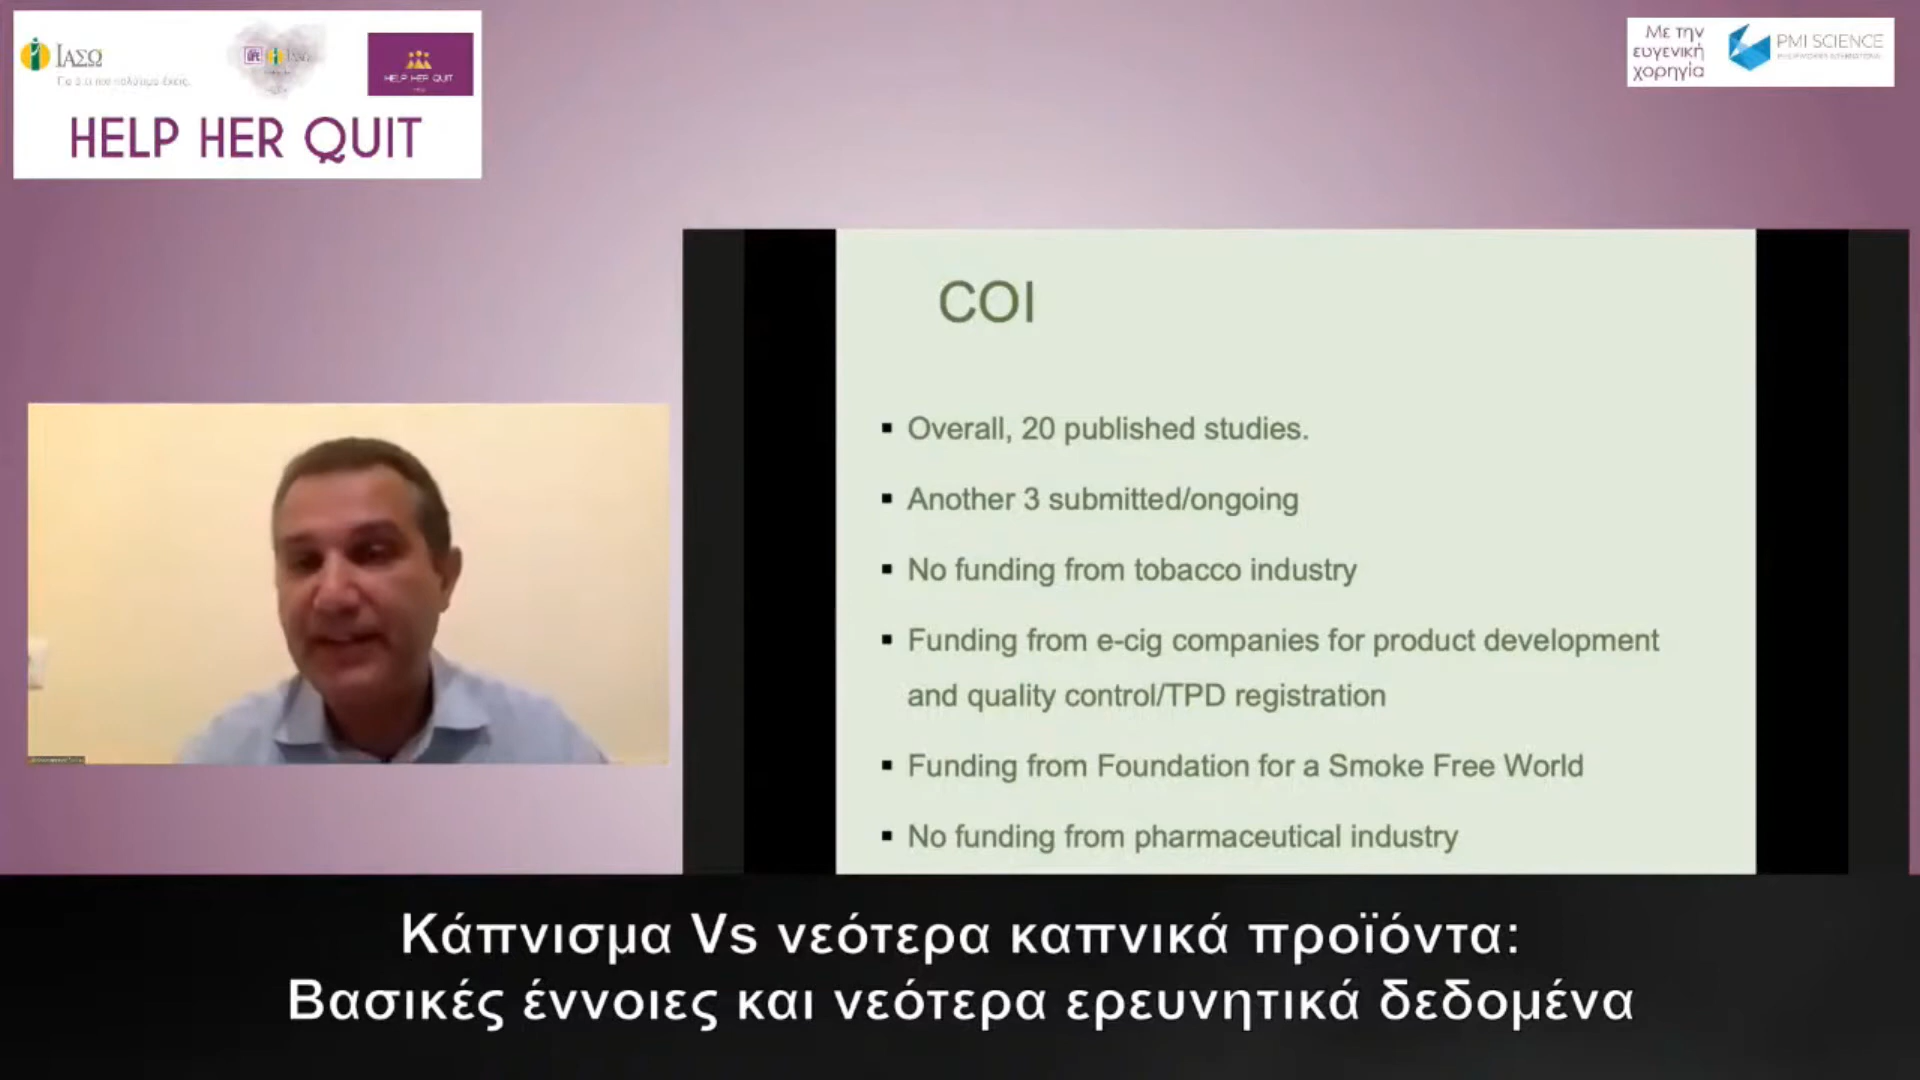 ΙΑΣΩ
HELP HER QUIT
HELP HER QUIT
Με την
ευγενική
χορηγία
PMI SCIENCE
PHILIP MORRIS INTERNATIONAL
COI
▪ Overall, 20 published studies.
▪ Another 3 submitted/ongoing
▪ No funding from tobacco industry
▪ Funding from e-cig companies for product development
and quality control/TPD registration
▪ Funding from Foundation for a Smoke Free World
▪ No funding from pharmaceutical industry
Κάπνισμα Vs νεότερα καπνικά προϊόντα:
Βασικές έννοιες και νεότερα ερευνητικά δεδομένα